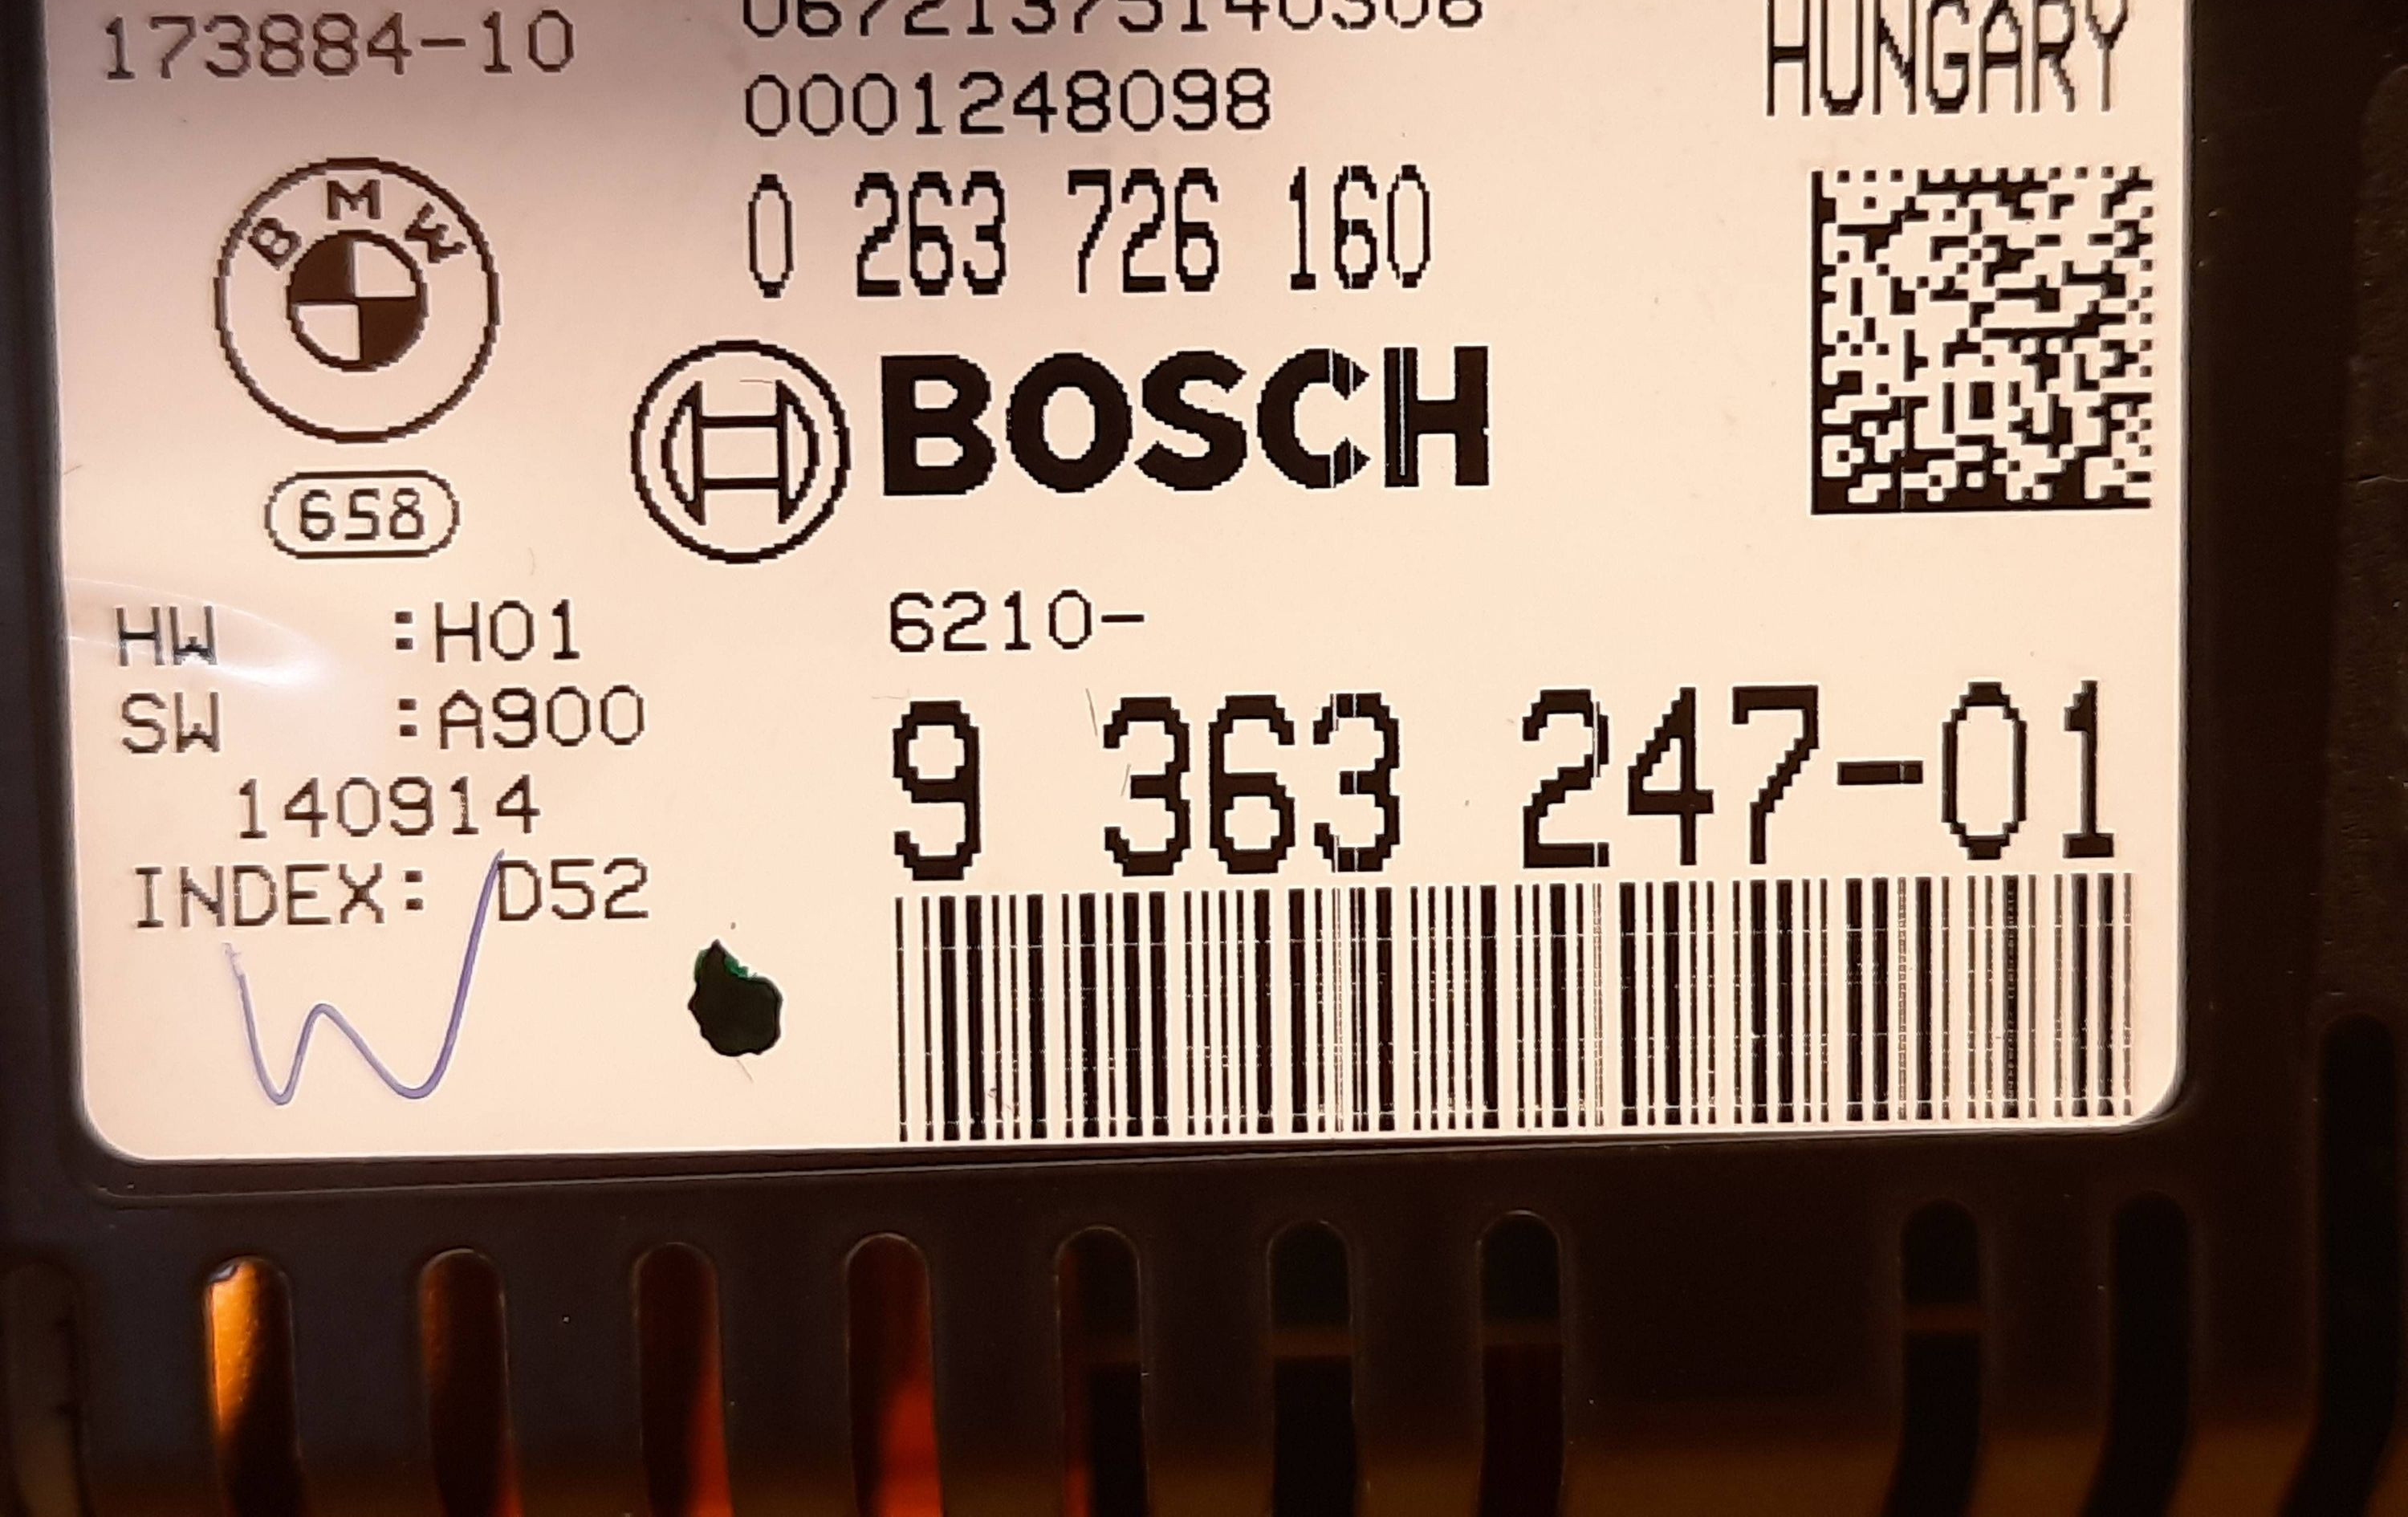 173884-10
06721375140308
0001248098
HUNGARY
0 263 726 160
BMW
BOSCH
658
HW :H01
SW :A900
140914
INDEX: D52
6210-
9 363 247-01
W